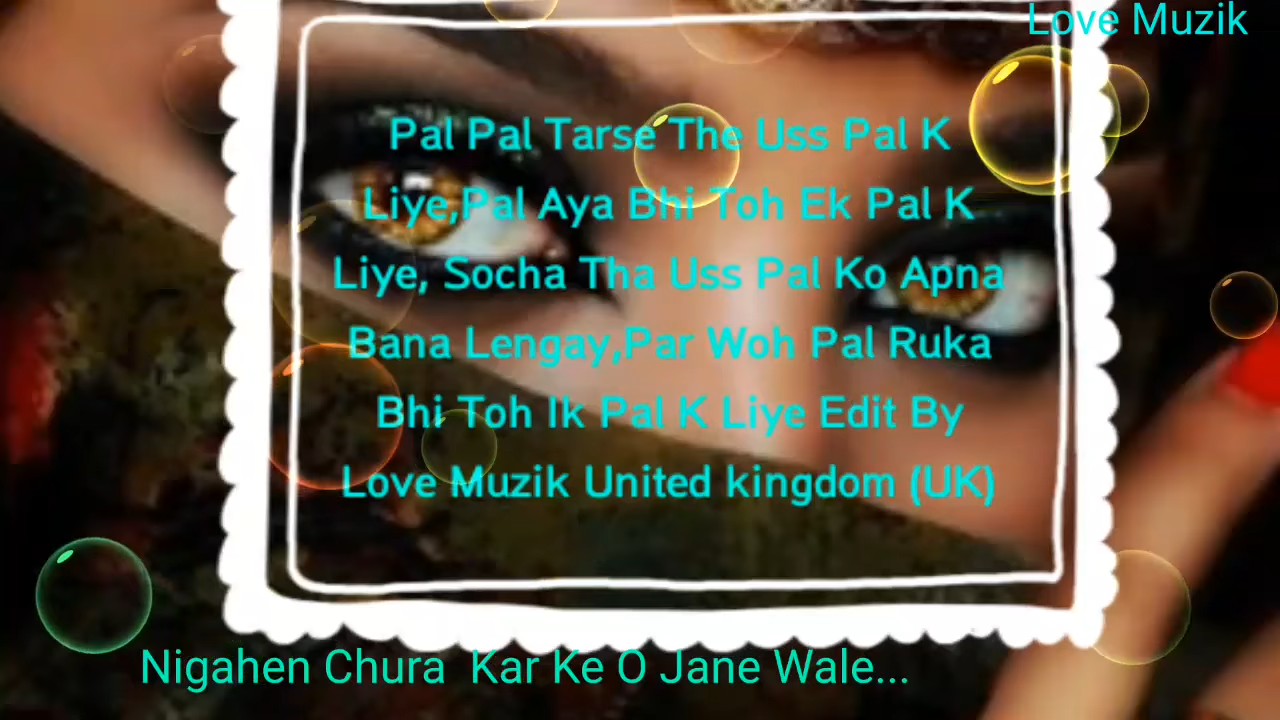 Love Muzik
Pal Pal Tarse The Uss Pal K
Liye,Pal Aya Bhi Toh Ek Pal K
Liye, Socha Tha Uss Pal Ko Apna
Bana Lengay,Par Woh Pal Ruka
Bhi Toh Ik Pal K Liye Edit By
Love Muzik United kingdom (UK)
Nigahen Chura Kar Ke O Jane Wale...